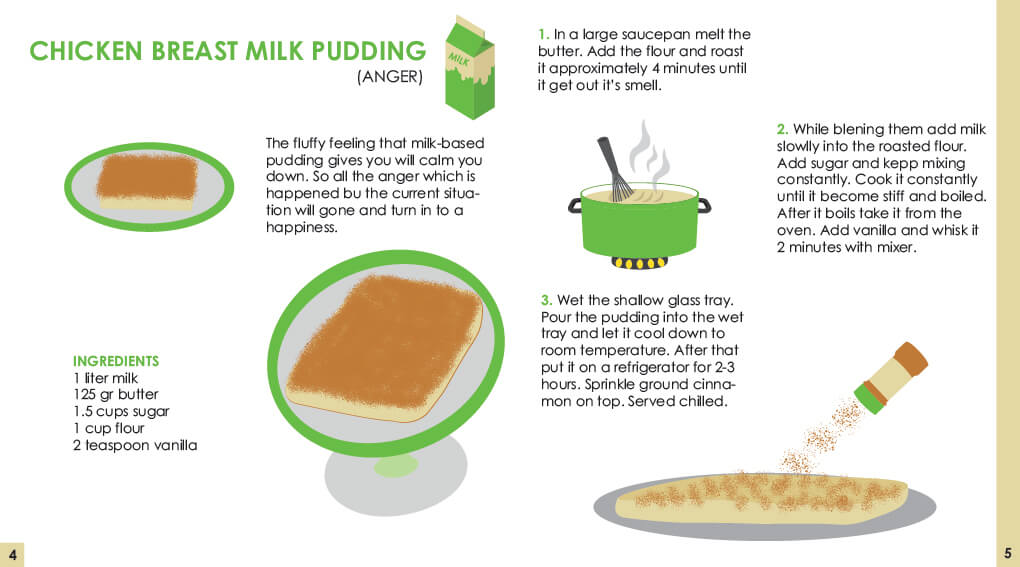 CHICKEN BREAST MILK PUDDING
(ANGER)
MILK
The fluffy feeling that milk-based
pudding gives you will calm you
down. So all the anger which is
happened bu the current situa-
tion will gone and turn in to a
happiness.
INGREDIENTS
1 liter milk
125 gr butter
1.5 cups sugar
1 cup flour
2 teaspoon vanilla
4
1. In a large saucepan melt the
butter. Add the flour and roast
it approximately 4 minutes until
it get out it’s smell.
2. While blening them add milk
slowlly into the roasted flour.
Add sugar and kepp mixing
constantly. Cook it constantly
until it become stiff and boiled.
After it boils take it from the
oven. Add vanilla and whisk it
2 minutes with mixer.
3. Wet the shallow glass tray.
Pour the pudding into the wet
tray and let it cool down to
room temperature. After that
put it on a refrigerator for 2-3
hours. Sprinkle ground cinna-
mon on top. Served chilled.
5